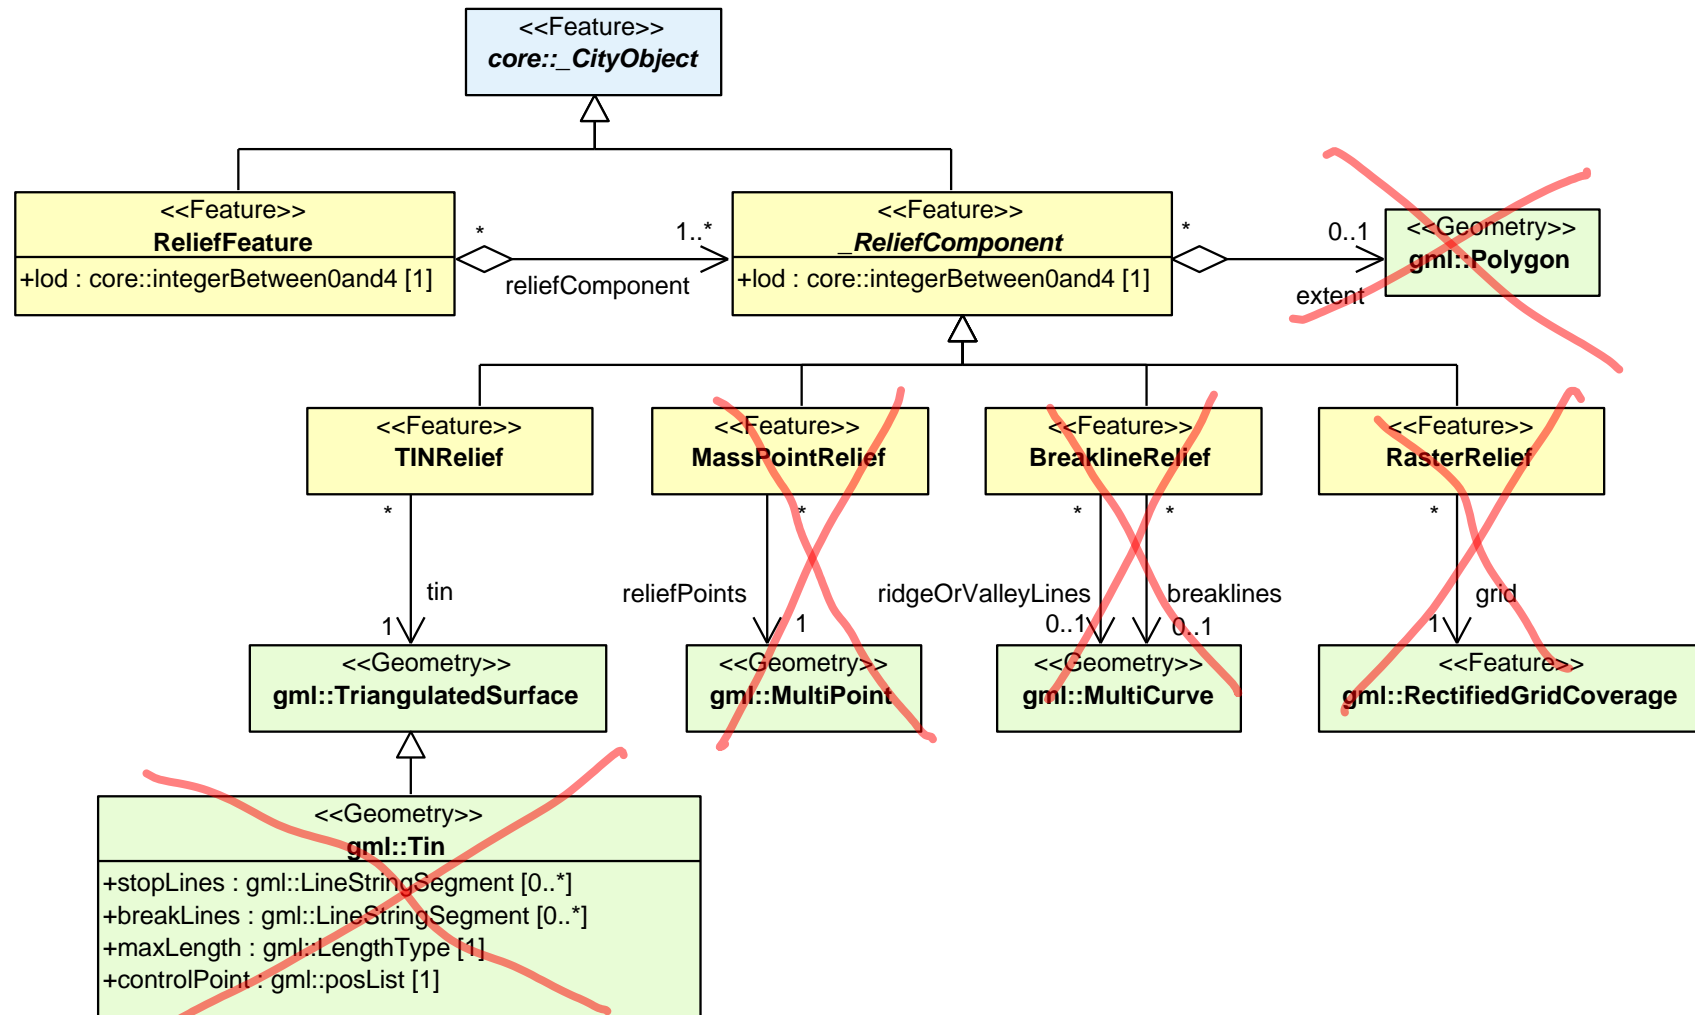 <<Feature>>
core::_CityObject
<<Feature>>
ReliefFeature
+lod : core::integerBetween0and4 [1]
*
1..*
reliefComponent
<<Feature>>
_ReliefComponent
+lod : core::integerBetween0and4 [1]
*
0..1
extent
<<Geometry>>
gml::Polygon
<<Feature>>
TINRelief
<<Feature>>
MassPointRelief
<<Feature>>
BreaklineRelief
<<Feature>>
RasterRelief
*
*
*
*
*
tin
reliefPoints
ridgeOrValleyLines
breaklines
grid
1
1
0..1
0..1
1
<<Geometry>>
gml::TriangulatedSurface
<<Geometry>>
gml::MultiPoint
<<Geometry>>
gml::MultiCurve
<<Feature>>
gml::RectifiedGridCoverage
<<Geometry>>
gml::Tin
+stopLines : gml::LineStringSegment [0..*]
+breakLines : gml::LineStringSegment [0..*]
+maxLength : gml::LengthType [1]
+controlPoint : gml::posList [1]